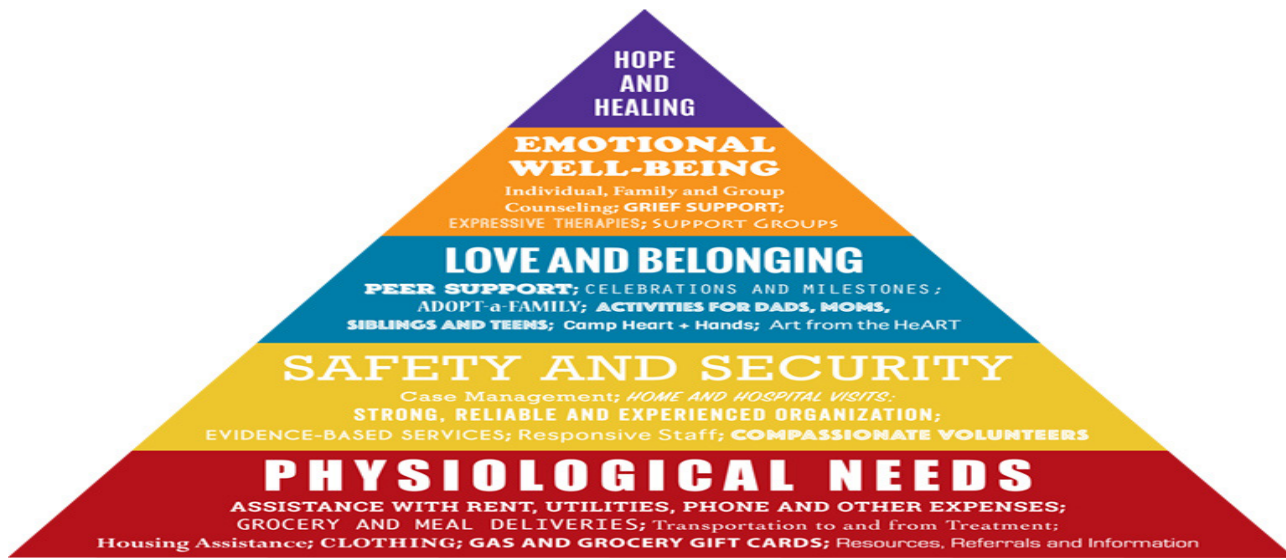 HOPE
AND
HEALING
EMOTIONAL
WELL-BEING
Individual, Family and Group
Counseling; GRIEF SUPPORT;
EXPRESSIVE THERAPIES; SUPPORT GROUPS
LOVE AND BELONGING
PEER SUPPORT; CELEBRATIONS AND MILESTONES;
ADOPT-a-FAMILY; ACTIVITIES FOR DADS, MOMS,
SIBLINGS AND TEENS; Camp Heart + Hands; Art from the HeART
SAFETY AND SECURITY
Case Management; HOME AND HOSPITAL VISITS;
STRONG, RELIABLE AND EXPERIENCED ORGANIZATION;
EVIDENCE-BASED SERVICES; Responsive Staff; COMPASSIONATE VOLUNTEERS
PHYSIOLOGICAL NEEDS
ASSISTANCE WITH RENT, UTILITIES, PHONE AND OTHER EXPENSES;
GROCERY AND MEAL DELIVERIES; Transportation to and from Treatment;
Housing Assistance; CLOTHING; GAS AND GROCERY GIFT CARDS; Resources, Referrals and Information